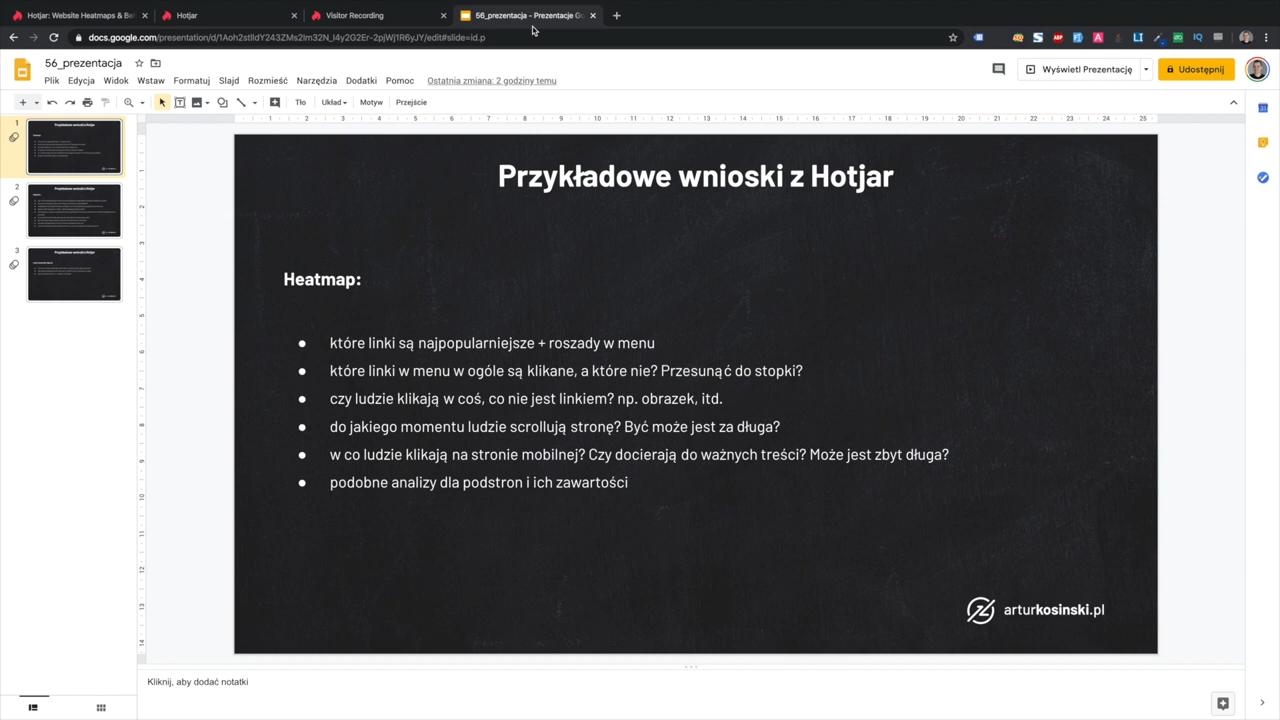 Hotjar: Website Heatmaps & Be
Hotjar
Visitor Recording
56_prezentacja - Prezentacje Go
docs.google.com/presentation/d/1Aoh2stlldY243ZMs2Im32N_I4y2G2Er-2pjWj1R6yJY/edit#slide=id.p
56_prezentacja
Plik Edycja Widok Wstaw Formatuj Slajd Rozmieść Narzędzia Dodatki Pomoc Ostatnia zmiana: 2 godziny temu
Wyświetl Prezentację
Udostępnij
Tło Układ Motyw Przejście
1
2
3
Przykładowe wnioski z Hotjar
Heatmap:
● które linki są najpopularniejsze + roszady w menu
● które linki w menu w ogóle są klikane, a które nie? Przesunąć do stopki?
● czy ludzie klikają w coś, co nie jest linkiem? np. obrazek, itd.
● do jakiego momentu ludzie scrollują stronę? Być może jest za długa?
● w co ludzie klikają na stronie mobilnej? Czy docierają do ważnych treści? Może jest zbyt długa?
● podobne analizy dla podstron i ich zawartości
arturkosinski.pl
Kliknij, aby dodać notatki